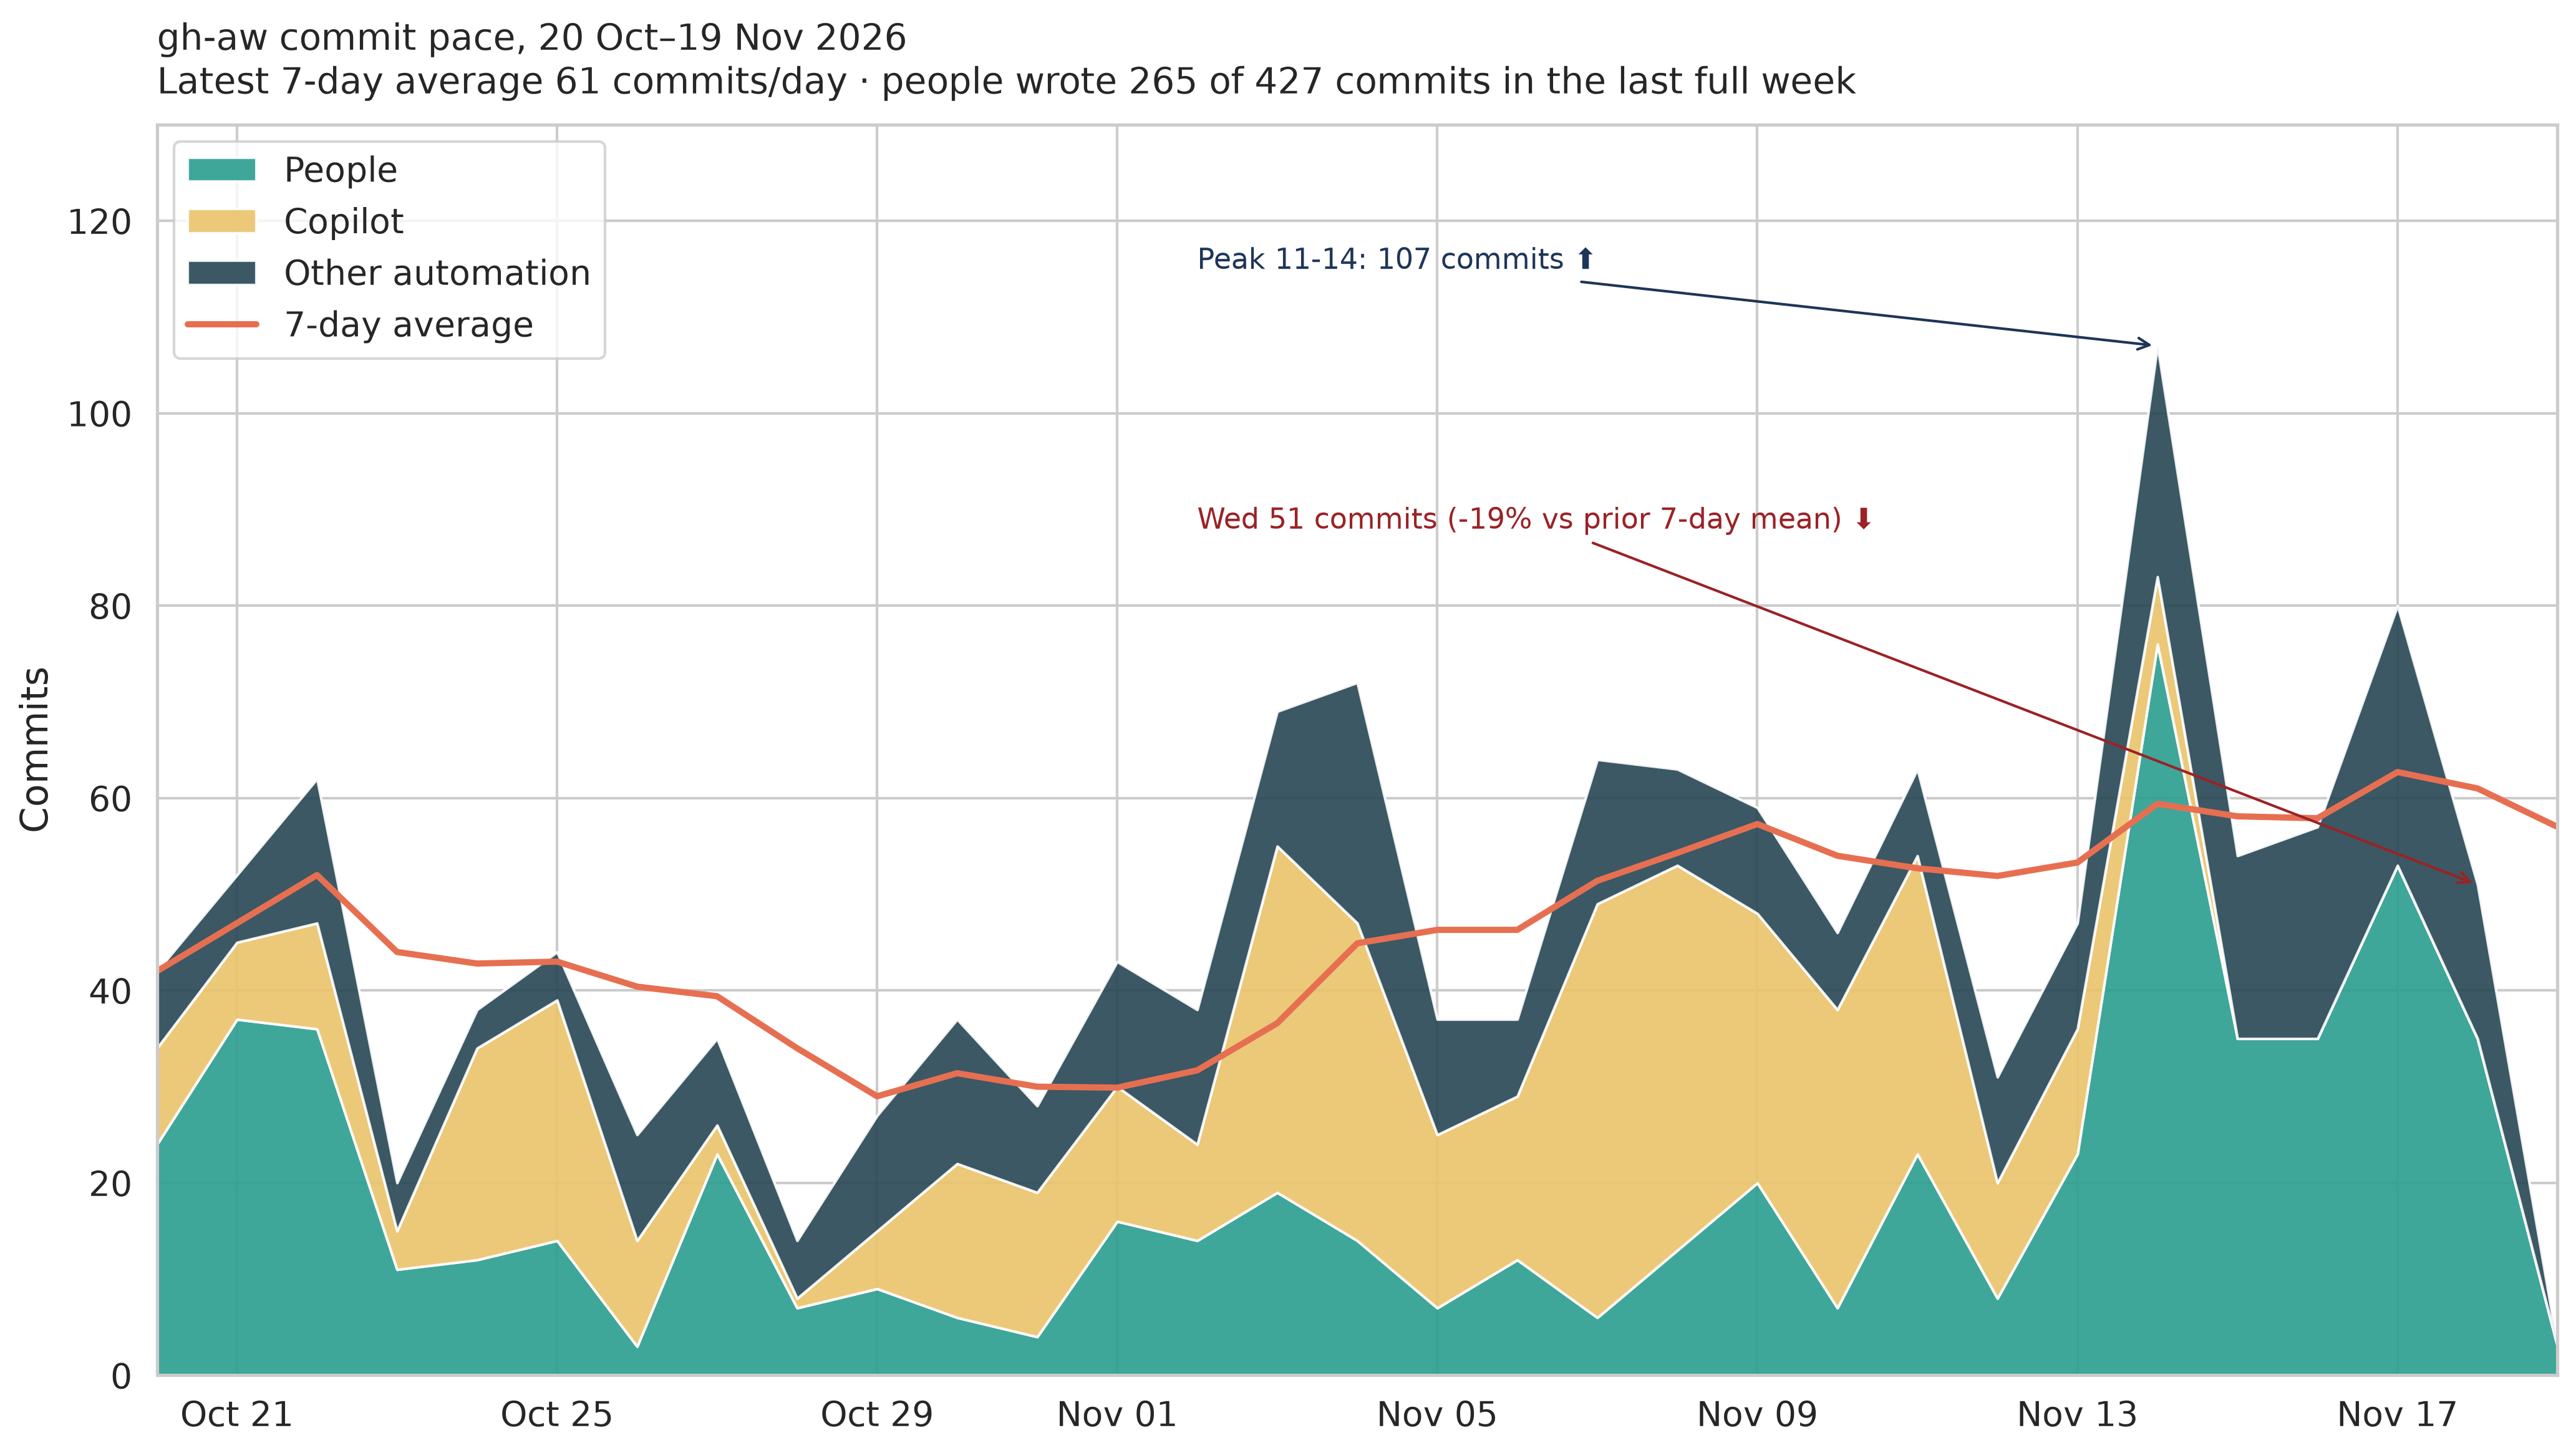 gh-aw commit pace, 20 Oct–19 Nov 2026
Latest 7-day average 61 commits/day · people wrote 265 of 427 commits in the last full week
People
Copilot
Other automation
7-day average
Peak 11-14: 107 commits ⬆
Wed 51 commits (-19% vs prior 7-day mean) ⬇
Commits
120
100
80
60
40
20
0
Oct 21
Oct 25
Oct 29
Nov 01
Nov 05
Nov 09
Nov 13
Nov 17